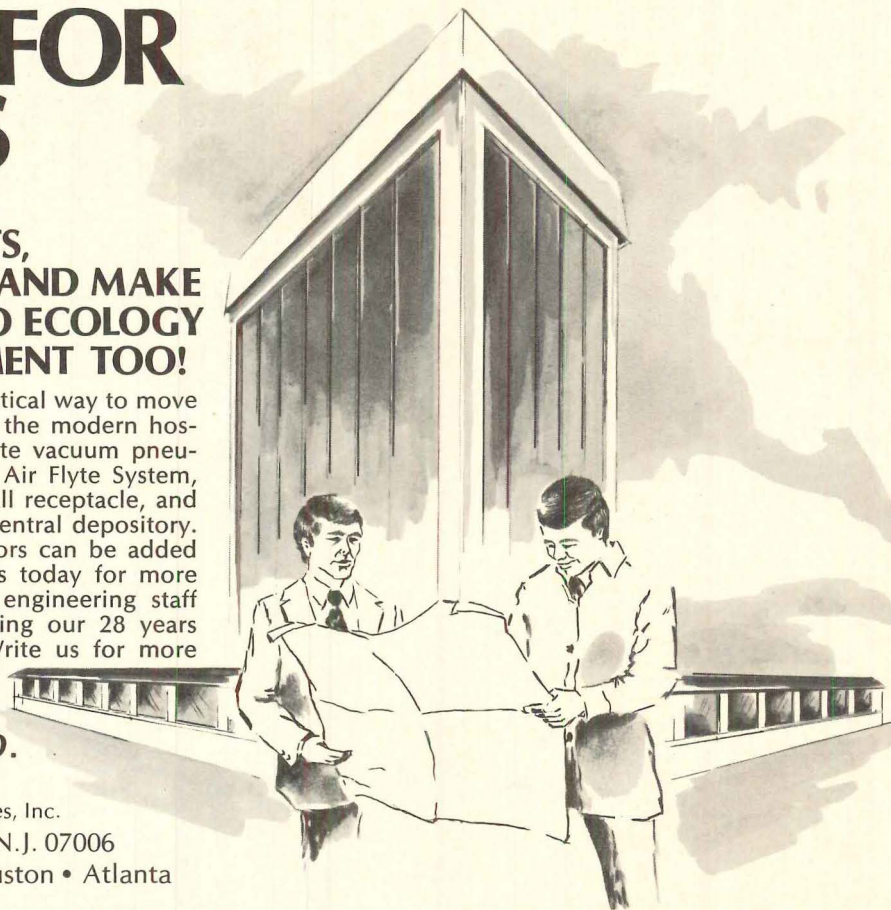 FOR
S
TS,
AND MAKE
D ECOLOGY
MENT TOO!
tical way to move
the modern hos-
te vacuum pneu-
Air Flyte System,
ll receptacle, and
entral depository.
ors can be added
s today for more
engineering staff
ing our 28 years
Write us for more
D.
es, Inc.
N.J. 07006
uston • Atlanta